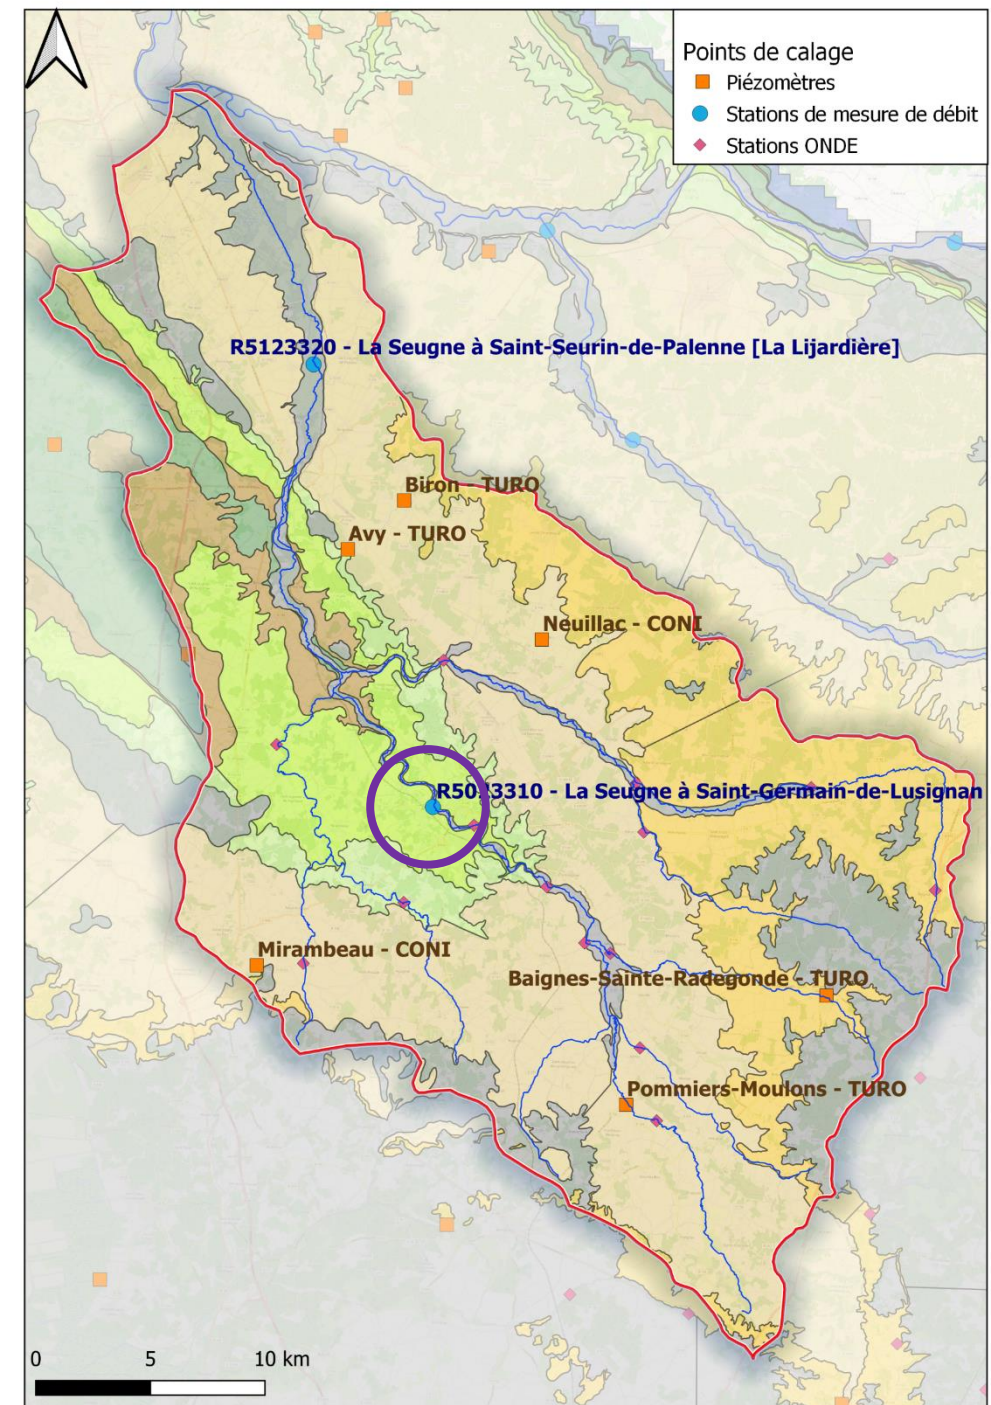 Points de calage
Piézomètres
Stations de mesure de débit
Stations ONDE
R5123320 - La Seugne à Saint-Seurin-de-Palenne [La Lijardière]
Biron - TURO
Avy - TURO
Neuillac - CONI
R5013310 - La Seugne à Saint-Germain-de-Lusignan
Mirambeau - CONI
Baignes-Sainte-Radegonde - TURO
Pommiers-Moulons - TURO
0 5 10 km